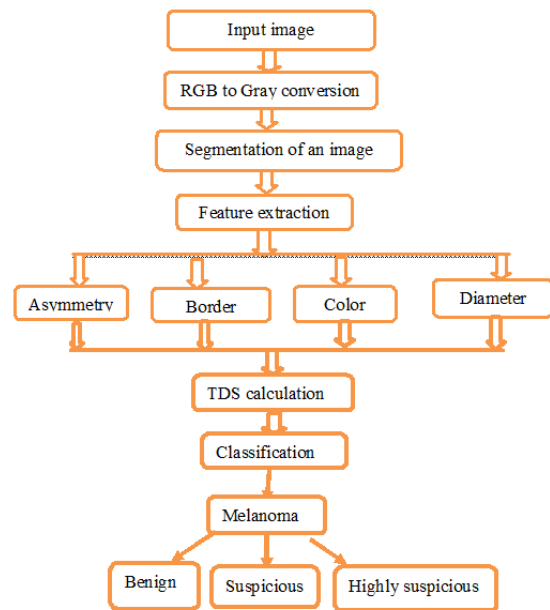 Input image
RGB to Gray conversion
Segmentation of an image
Feature extraction
Asymmetry
Border
Color
Diameter
TDS calculation
Classification
Melanoma
Benign
Suspicious
Highly suspicious